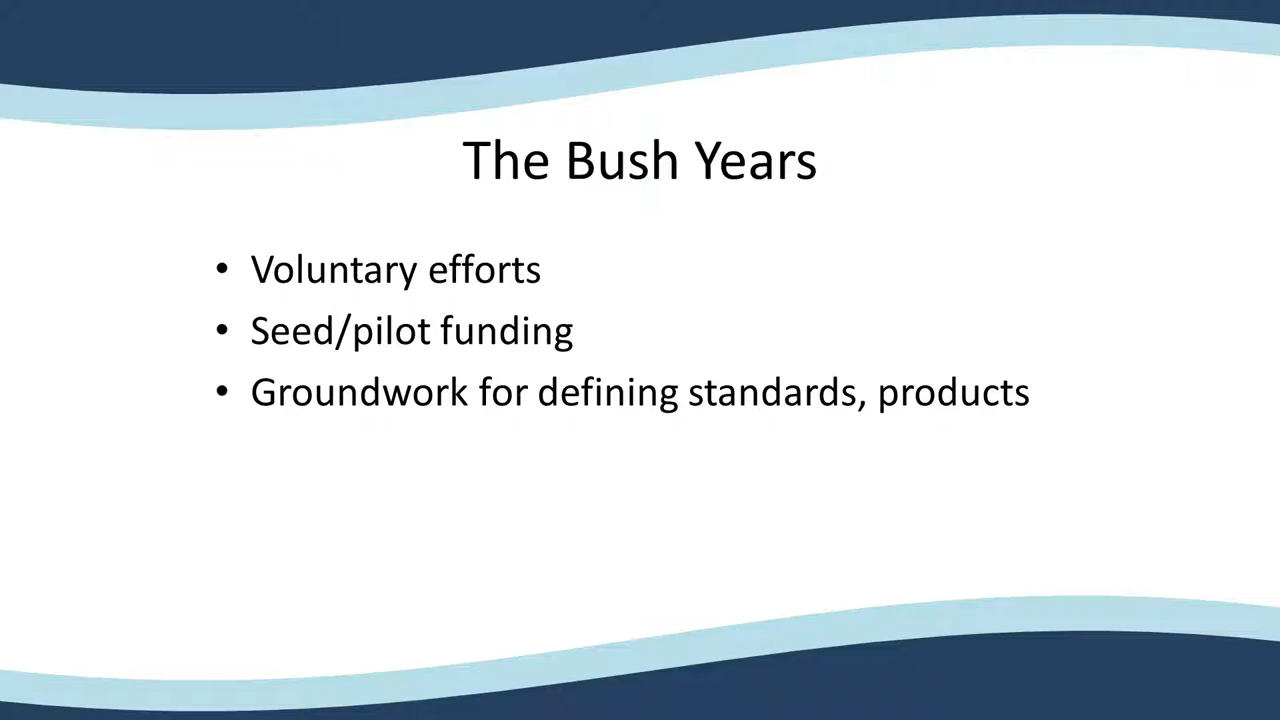 The Bush Years
• Voluntary efforts
• Seed/pilot funding
• Groundwork for defining standards, products